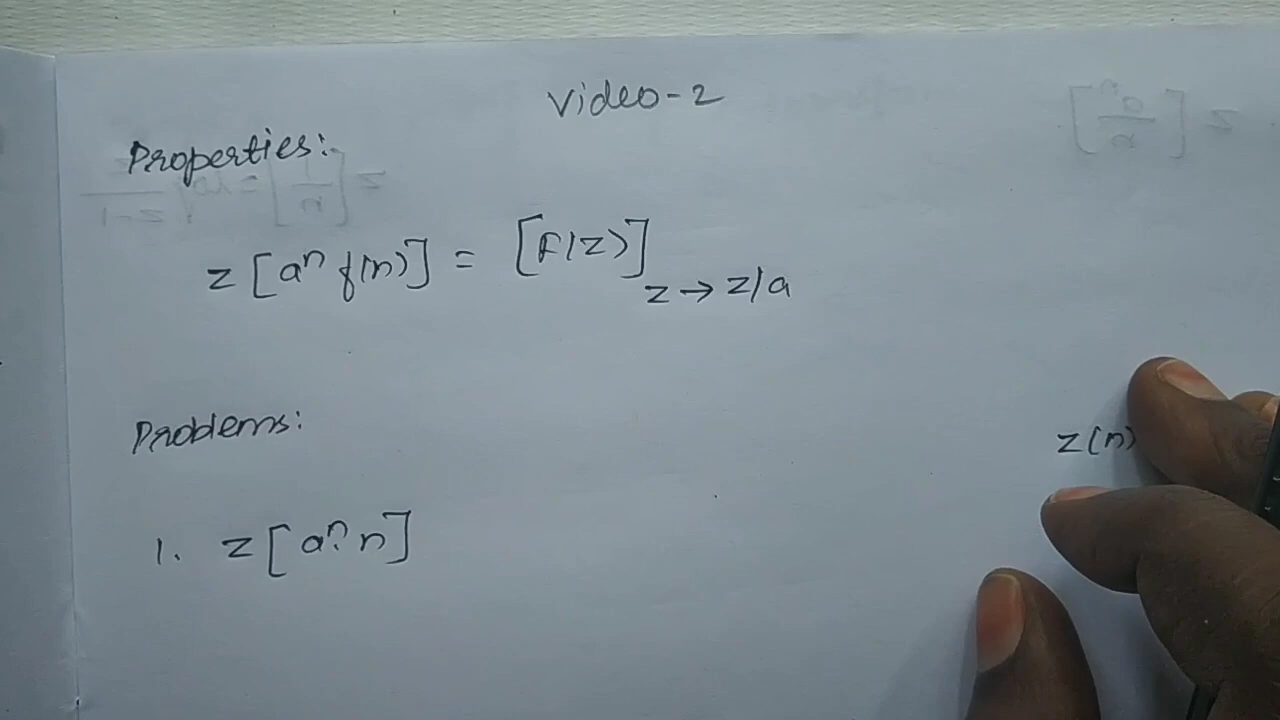 Video-2
Properties:
z[aⁿ f(n)] = [F(z)] z→z/a
Problems:
z(n)
1. z[aⁿ. n]